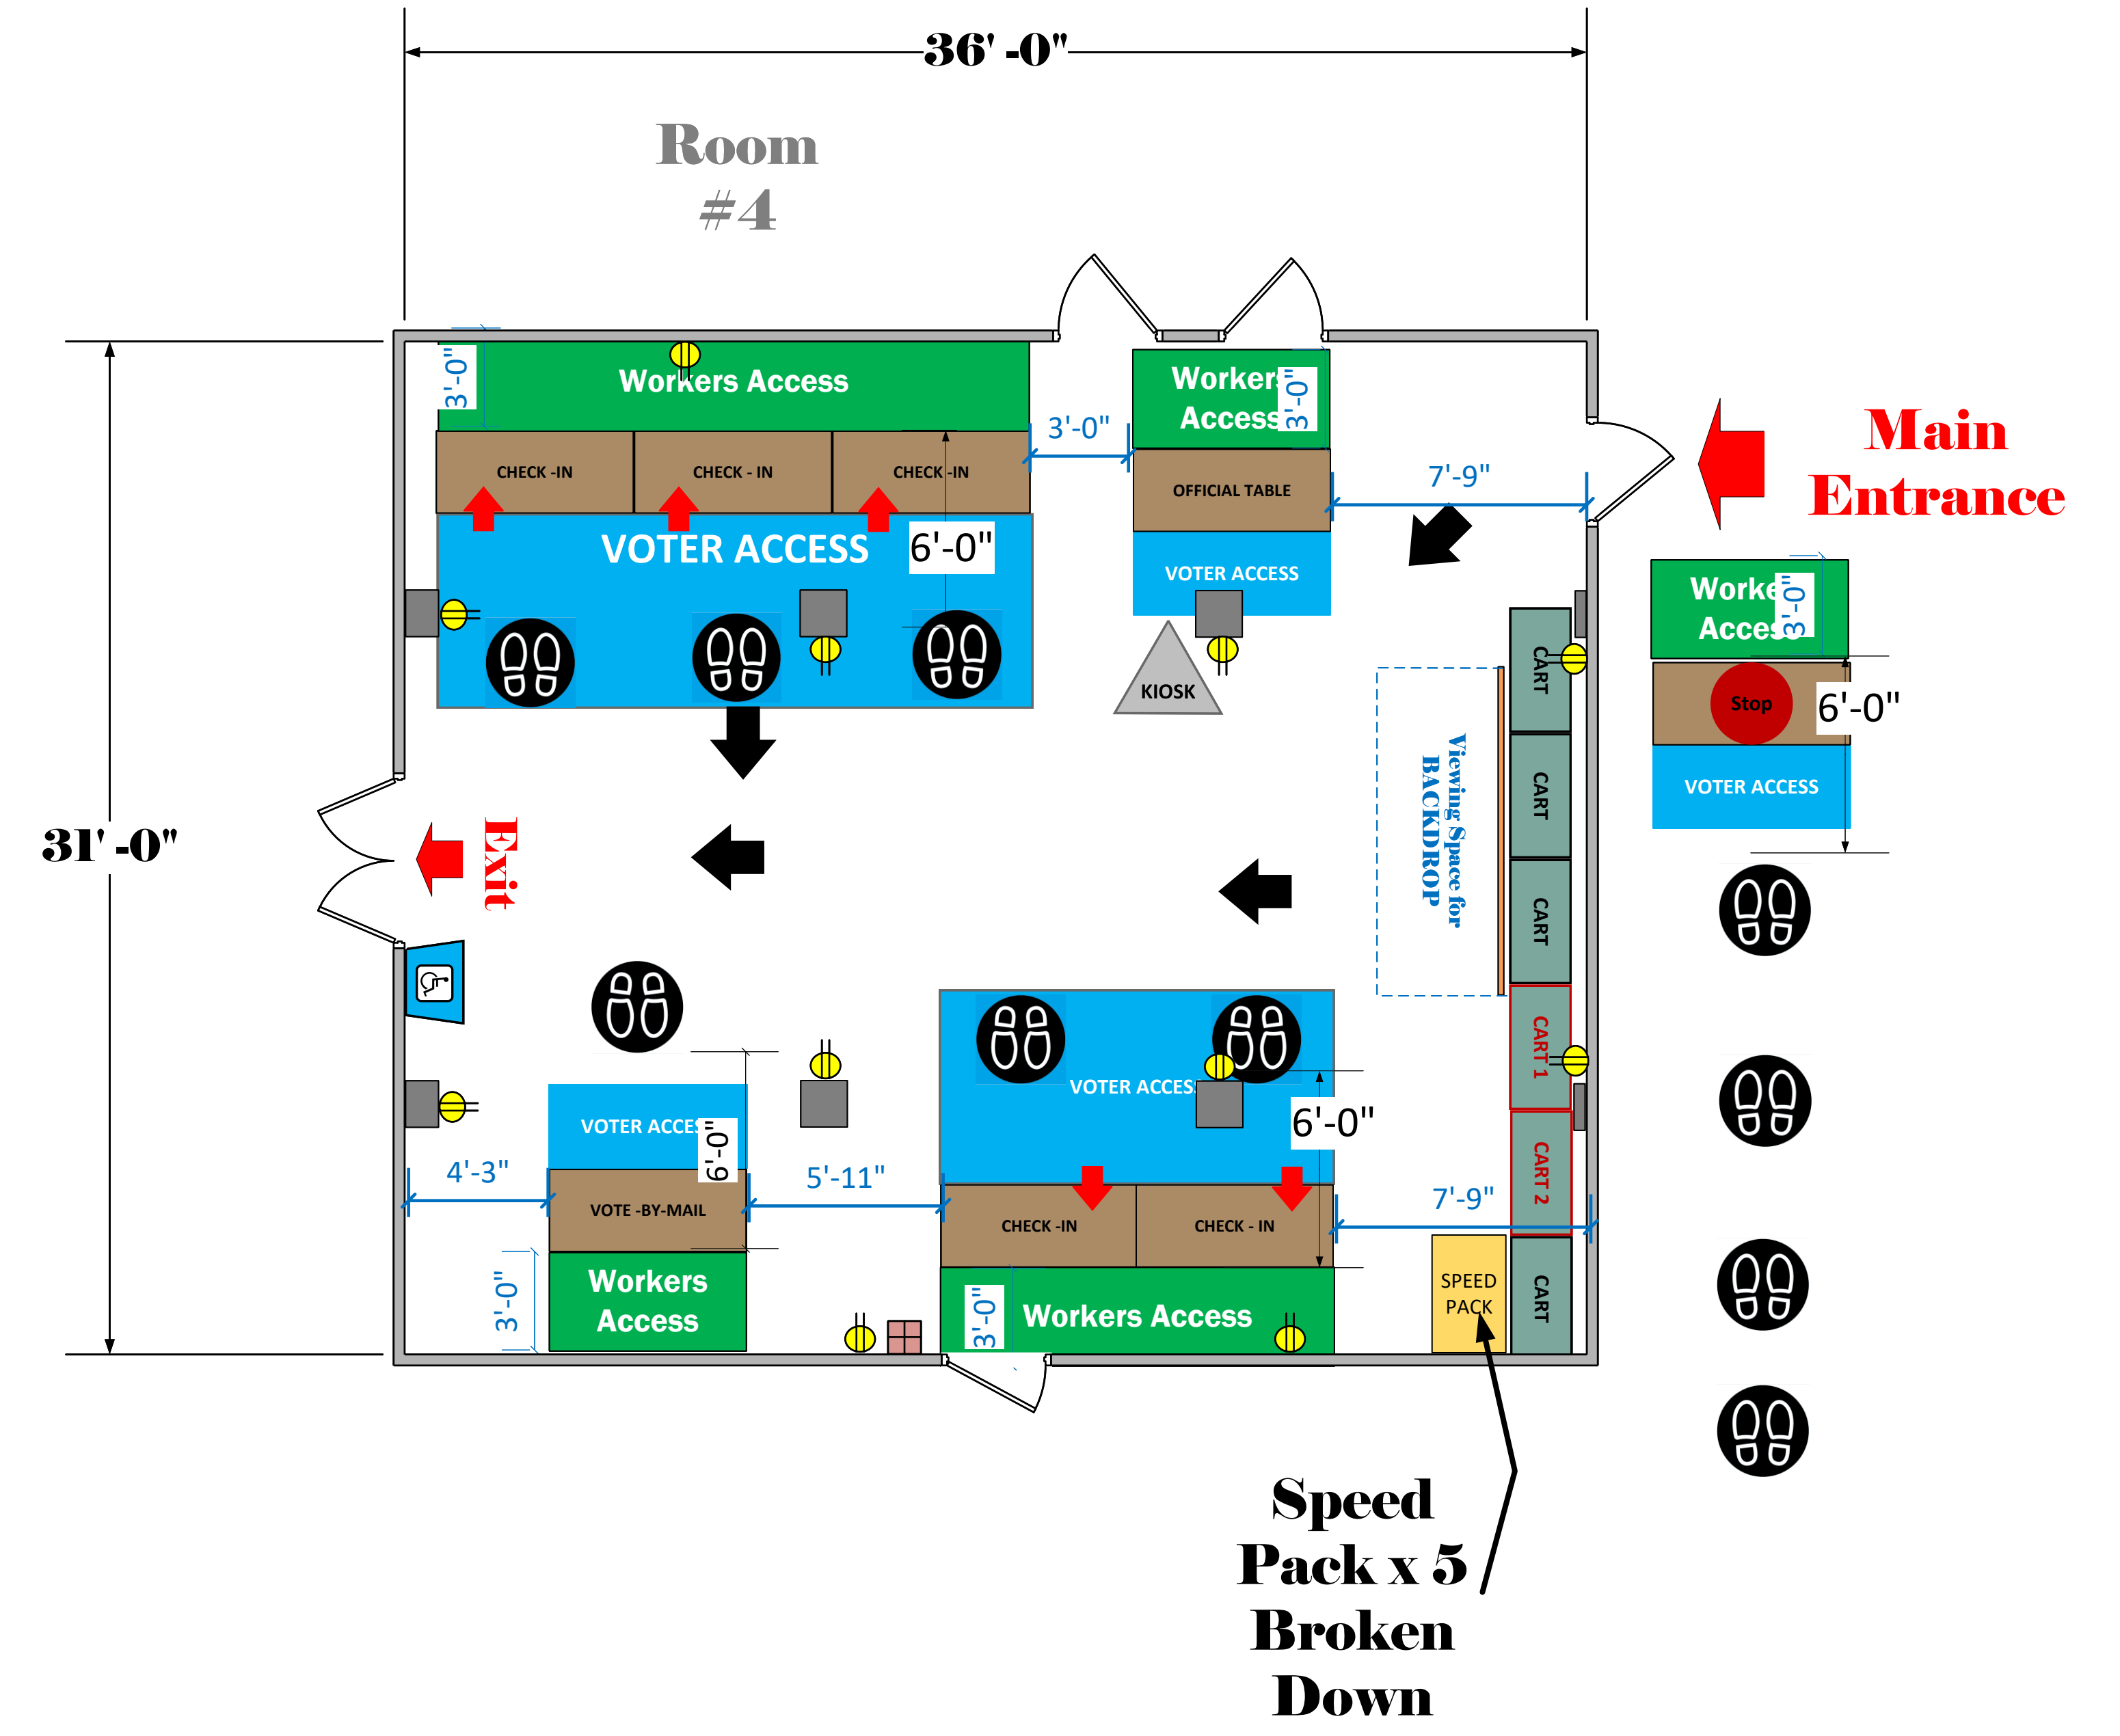 36' -0"
Room
#4
3'-0"
Workers Access
Workers
Access
3'-0"
3'-0"
Main
Entrance
CHECK -IN
CHECK - IN
CHECK -IN
OFFICIAL TABLE
7'-9"
VOTER ACCESS
6'-0"
VOTER ACCESS
Worke
Access
3'-0"
KIOSK
CART
Stop
6'-0"
VOTER ACCESS
Viewing Space for
BACKDROP
CART
31' -0"
Exit
CART
CART 1
VOTER ACCESS
6'-0"
VOTER ACCESS
6'-0"
4'-3"
5'-11"
7'-9"
CART 2
VOTE -BY-MAIL
CHECK -IN
CHECK - IN
3'-0"
Workers
Access
3'-0"
Workers Access
SPEED
PACK
CART
Speed
Pack x 5
Broken
Down